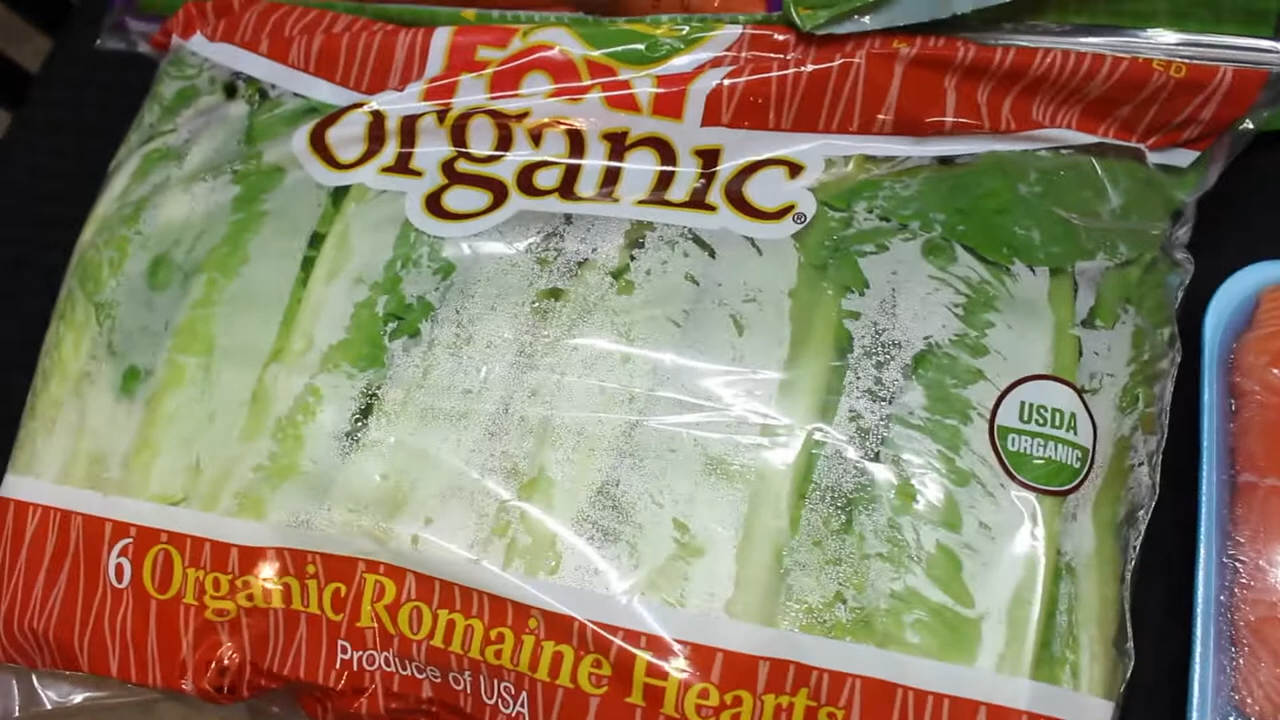 FOXY
organic®
USDA
ORGANIC
6 Organic Romaine Hearts
Produce of USA